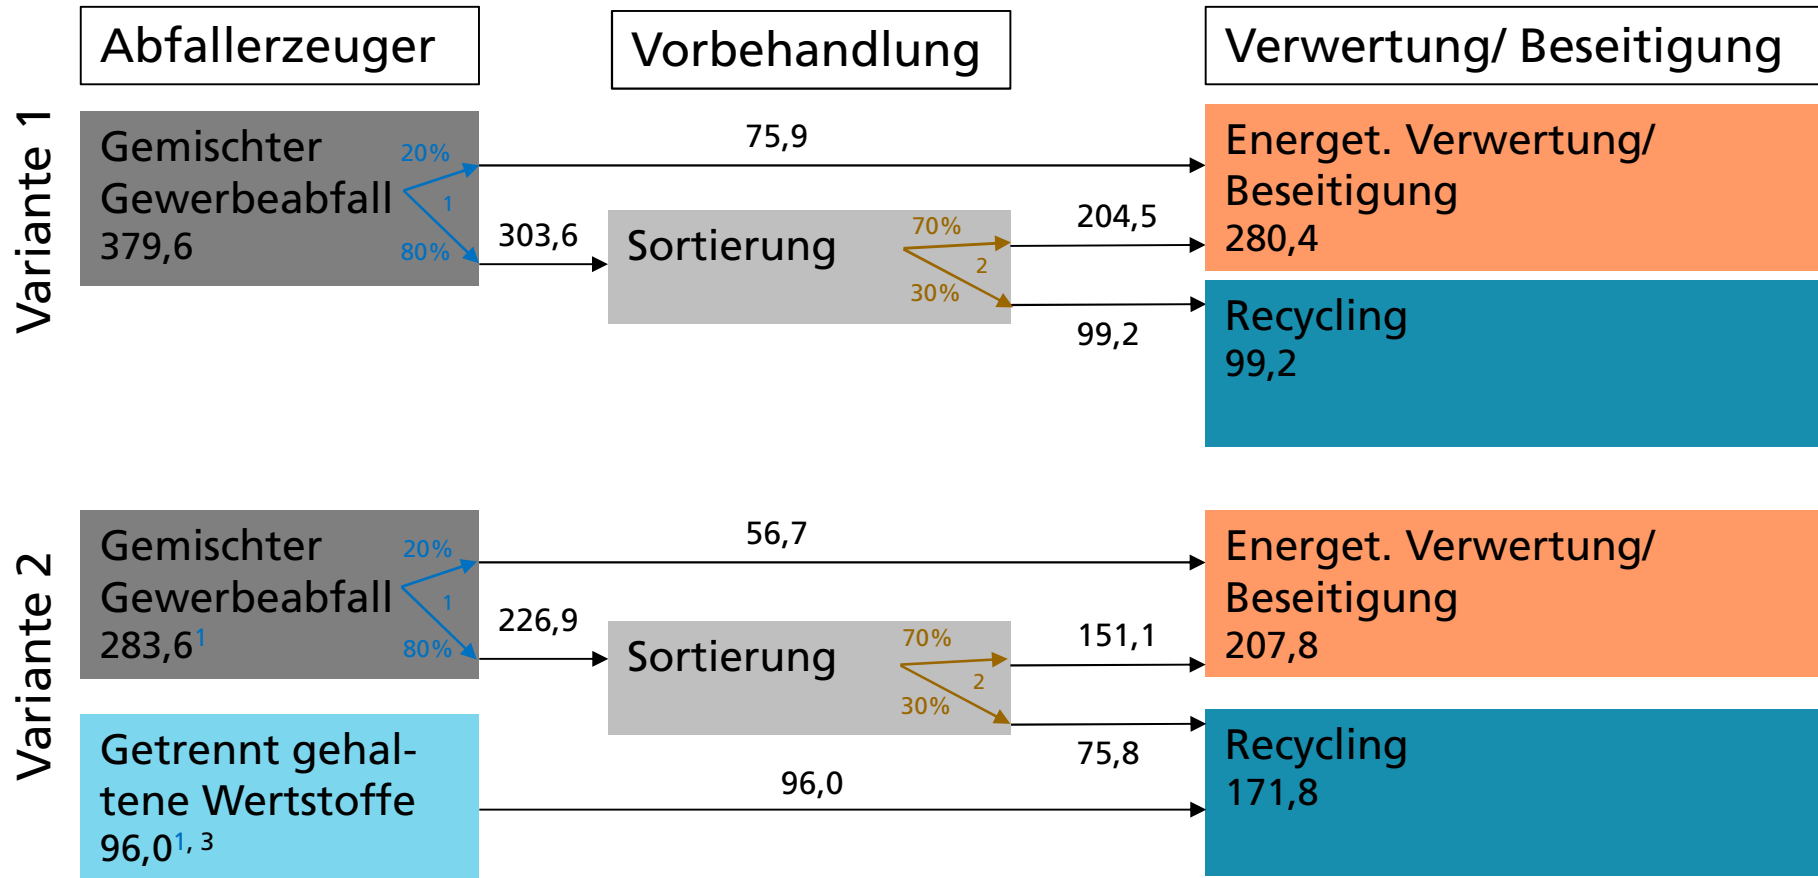 Abfallerzeuger
Vorbehandlung
Verwertung/ Beseitigung
Variante 1
Gemischter
Gewerbeabfall
379,6
20%
1
80%
75,9
303,6
Sortierung
70%
2
30%
204,5
99,2
Energet. Verwertung/
Beseitigung
280,4
Recycling
99,2
Variante 2
Gemischter
Gewerbeabfall
283,6¹
20%
1
80%
56,7
226,9
Sortierung
70%
2
30%
151,1
75,8
Energet. Verwertung/
Beseitigung
207,8
Getrennt gehal-
tene Wertstoffe
96,0¹, ³
96,0
Recycling
171,8